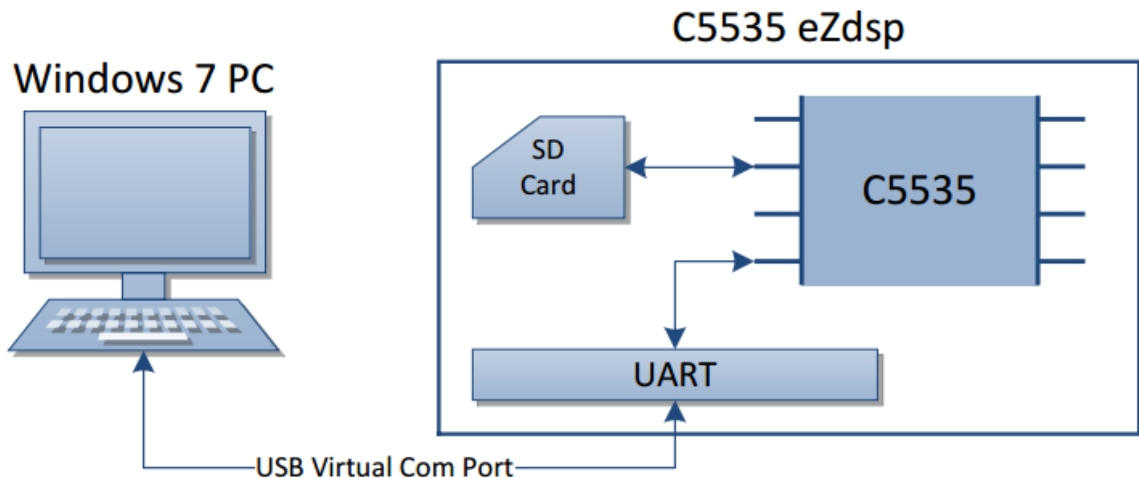 C5535 eZdsp
Windows 7 PC
SD
Card
C5535
UART
USB Virtual Com Port